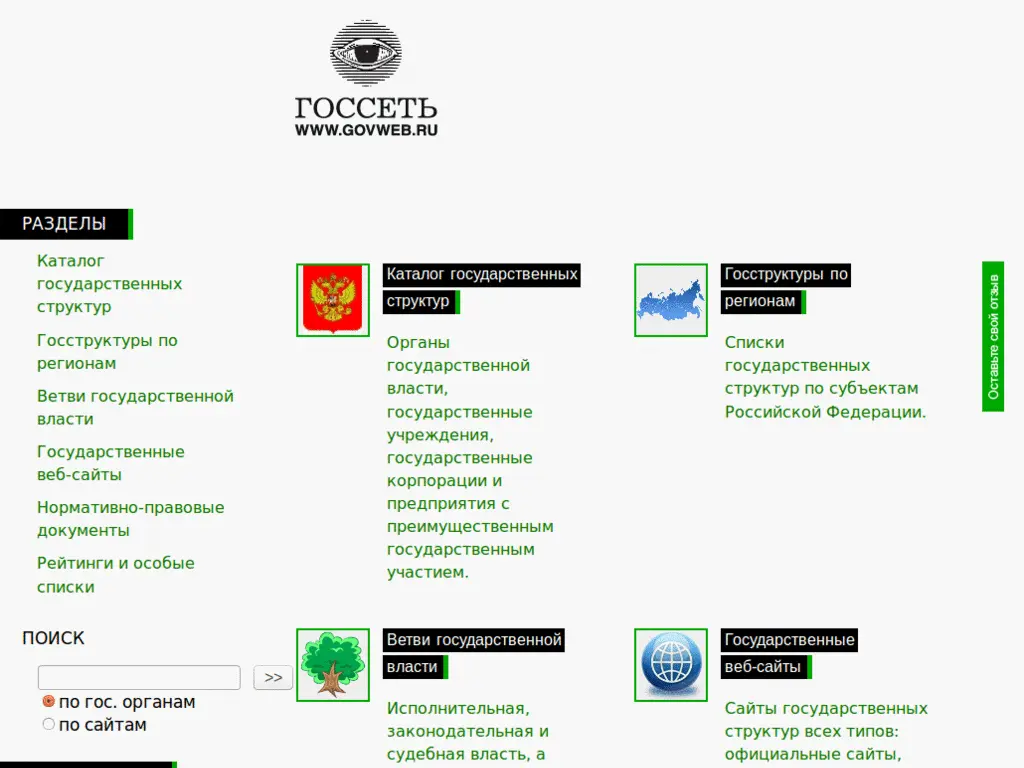 ГОССЕТЬ
WWW.GOVWEB.RU
РАЗДЕЛЫ
Каталог
государственных
структур
Госструктуры по
регионам
Ветви государственной
власти
Государственные
веб-сайты
Нормативно-правовые
документы
Рейтинги и особые
списки
ПОИСК
>>
по гос. органам
по сайтам
Каталог государственных
структур
Органы
государственной
власти,
государственные
учреждения,
государственные
корпорации и
предприятия с
преимущественным
государственным
участием.
Госструктуры по
регионам
Списки
государственных
структур по субъектам
Российской Федерации.
Ветви государственной
власти
Исполнительная,
законодательная и
судебная власть, а
Государственные
веб-сайты
Сайты государственных
структур всех типов:
официальные сайты,
Оставьте свой отзыв